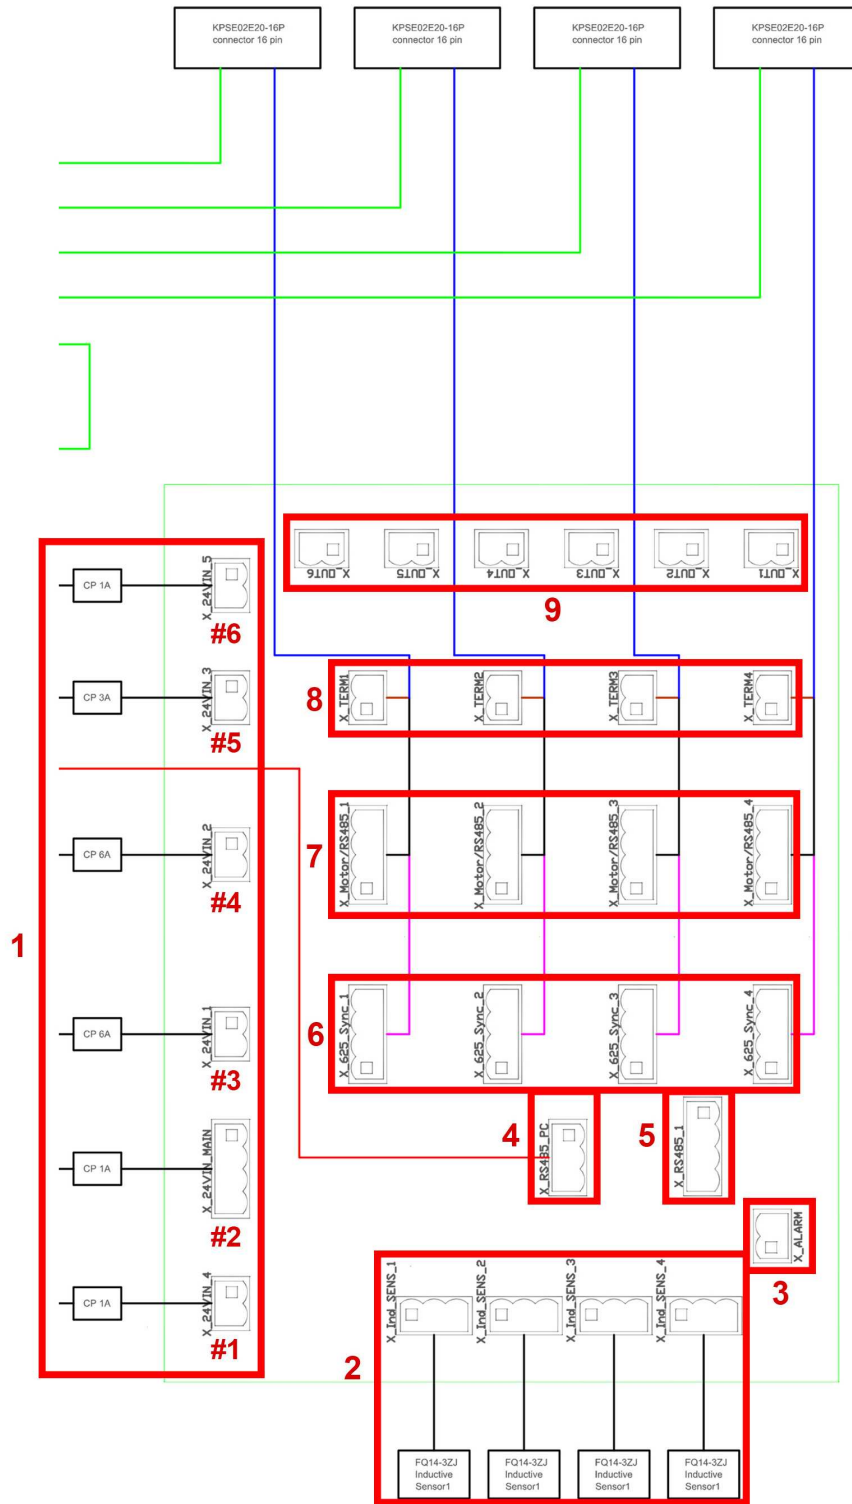 KPSE02E20-16P
connector 16 pin
KPSE02E20-16P
connector 16 pin
KPSE02E20-16P
connector 16 pin
KPSE02E20-16P
connector 16 pin
X_OUT6
X_OUT5
X_OUT4
X_OUT3
X_OUT2
X_OUT1
9
CP 1A
X_24VIN_5
#6
CP 3A
X_24VIN_3
#5
8
X_TERM1
X_TERM2
X_TERM3
X_TERM4
CP 6A
X_24VIN_2
#4
7
X_Motor/RS485_1
X_Motor/RS485_2
X_Motor/RS485_3
X_Motor/RS485_4
1
CP 6A
X_24VIN_1
#3
6
X_625_Sync_1
X_625_Sync_2
X_625_Sync_3
X_625_Sync_4
4
X_RS485_PC
5
X_RS485_1
CP 1A
X_24VIN_MAIN
#2
X_ALARM
3
CP 1A
X_24VIN_4
#1
2
X_Ind_SENS_1
X_Ind_SENS_2
X_Ind_SENS_3
X_Ind_SENS_4
FQ14-3ZJ
Inductive
Sensor1
FQ14-3ZJ
Inductive
Sensor1
FQ14-3ZJ
Inductive
Sensor1
FQ14-3ZJ
Inductive
Sensor1